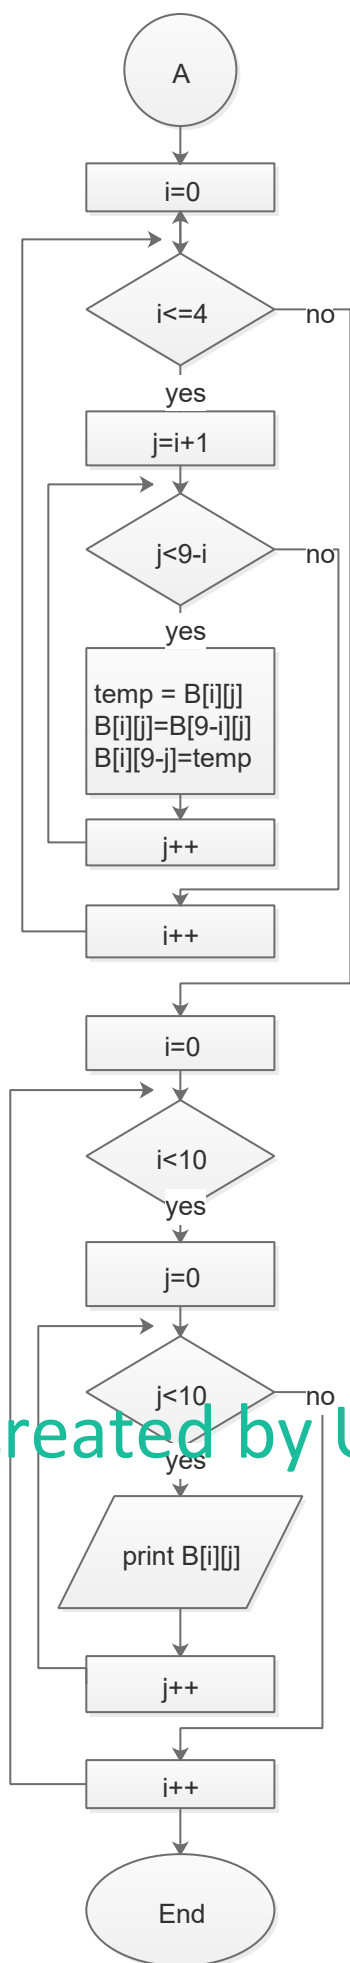 A
i=0
i<=4
no
yes
j=i+1
j<9-i
no
yes
temp = B[i][j]
B[i][j]=B[9-i][j]
B[i][9-j]=temp
j++
i++
i=0
i<10
yes
j=0
j<10
no
reated by U
yes
print B[i][j]
j++
i++
End